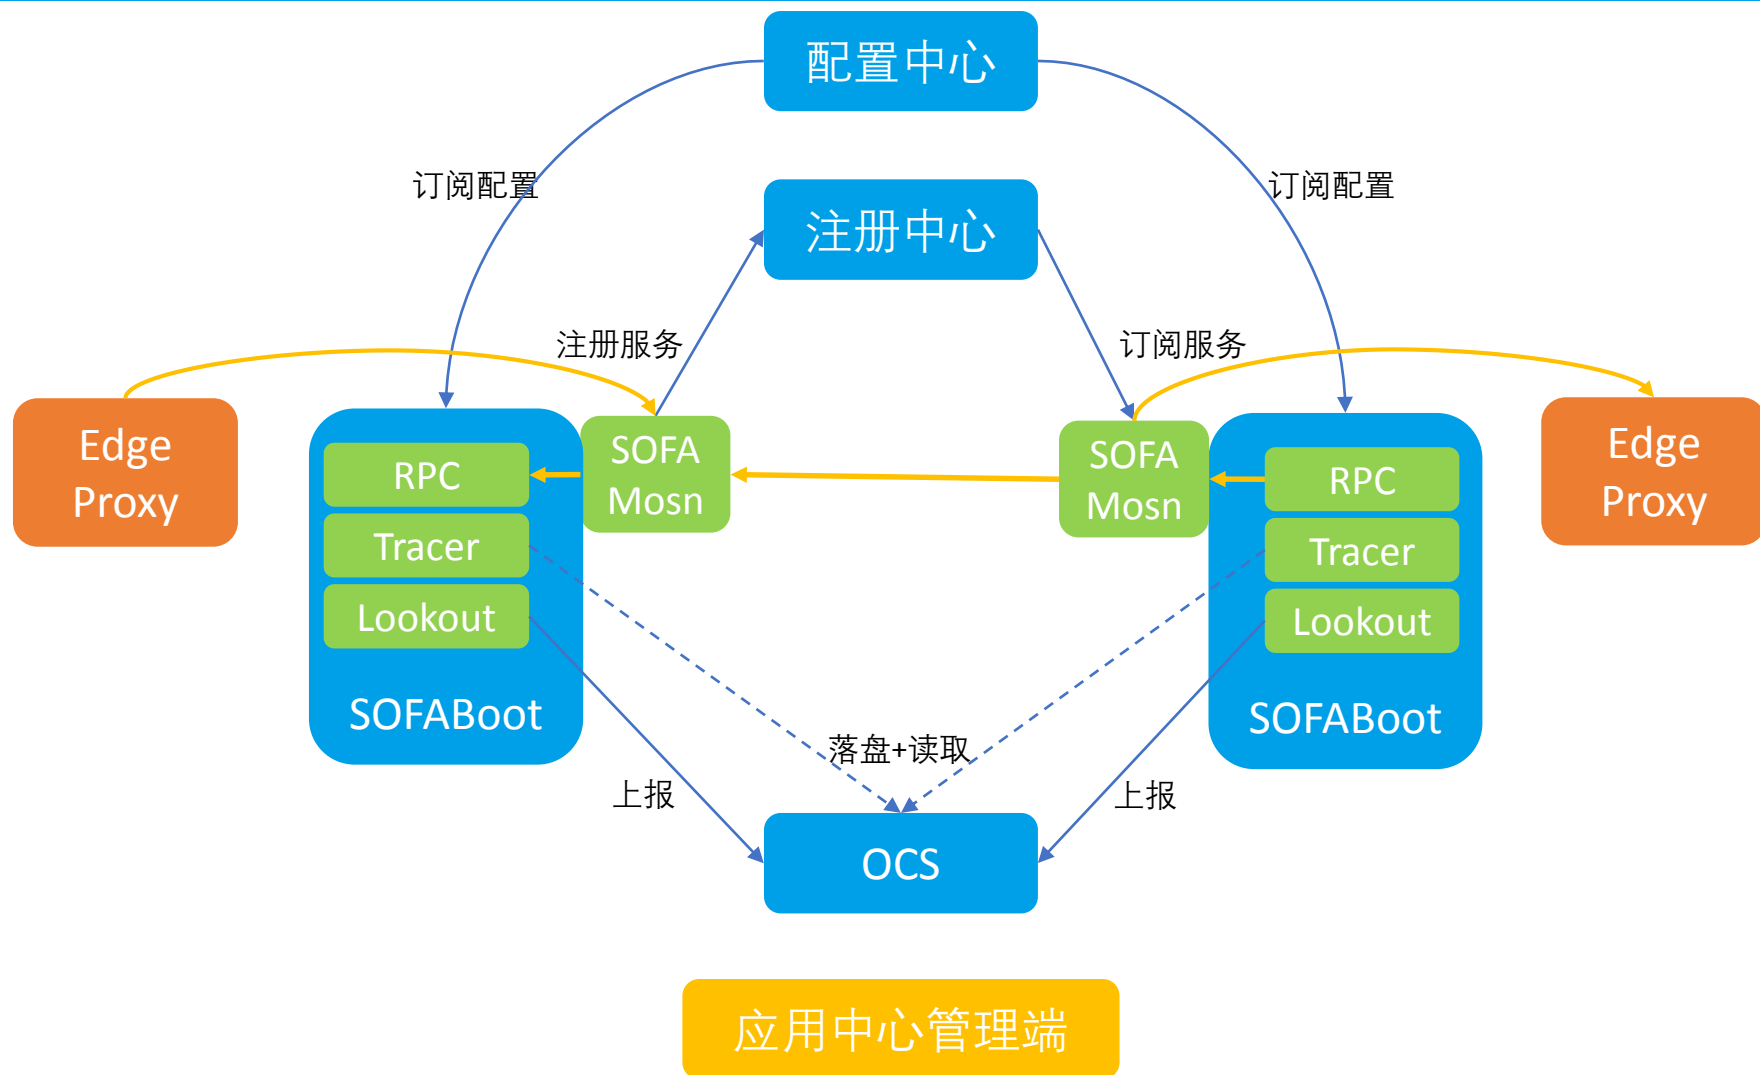 配置中心
订阅配置
订阅配置
注册中心
注册服务
订阅服务
Edge
Proxy
RPC
Tracer
Lookout
SOFABoot
SOFA
Mosn
SOFA
Mosn
RPC
Tracer
Lookout
SOFABoot
Edge
Proxy
落盘+读取
上报
上报
OCS
应用中心管理端